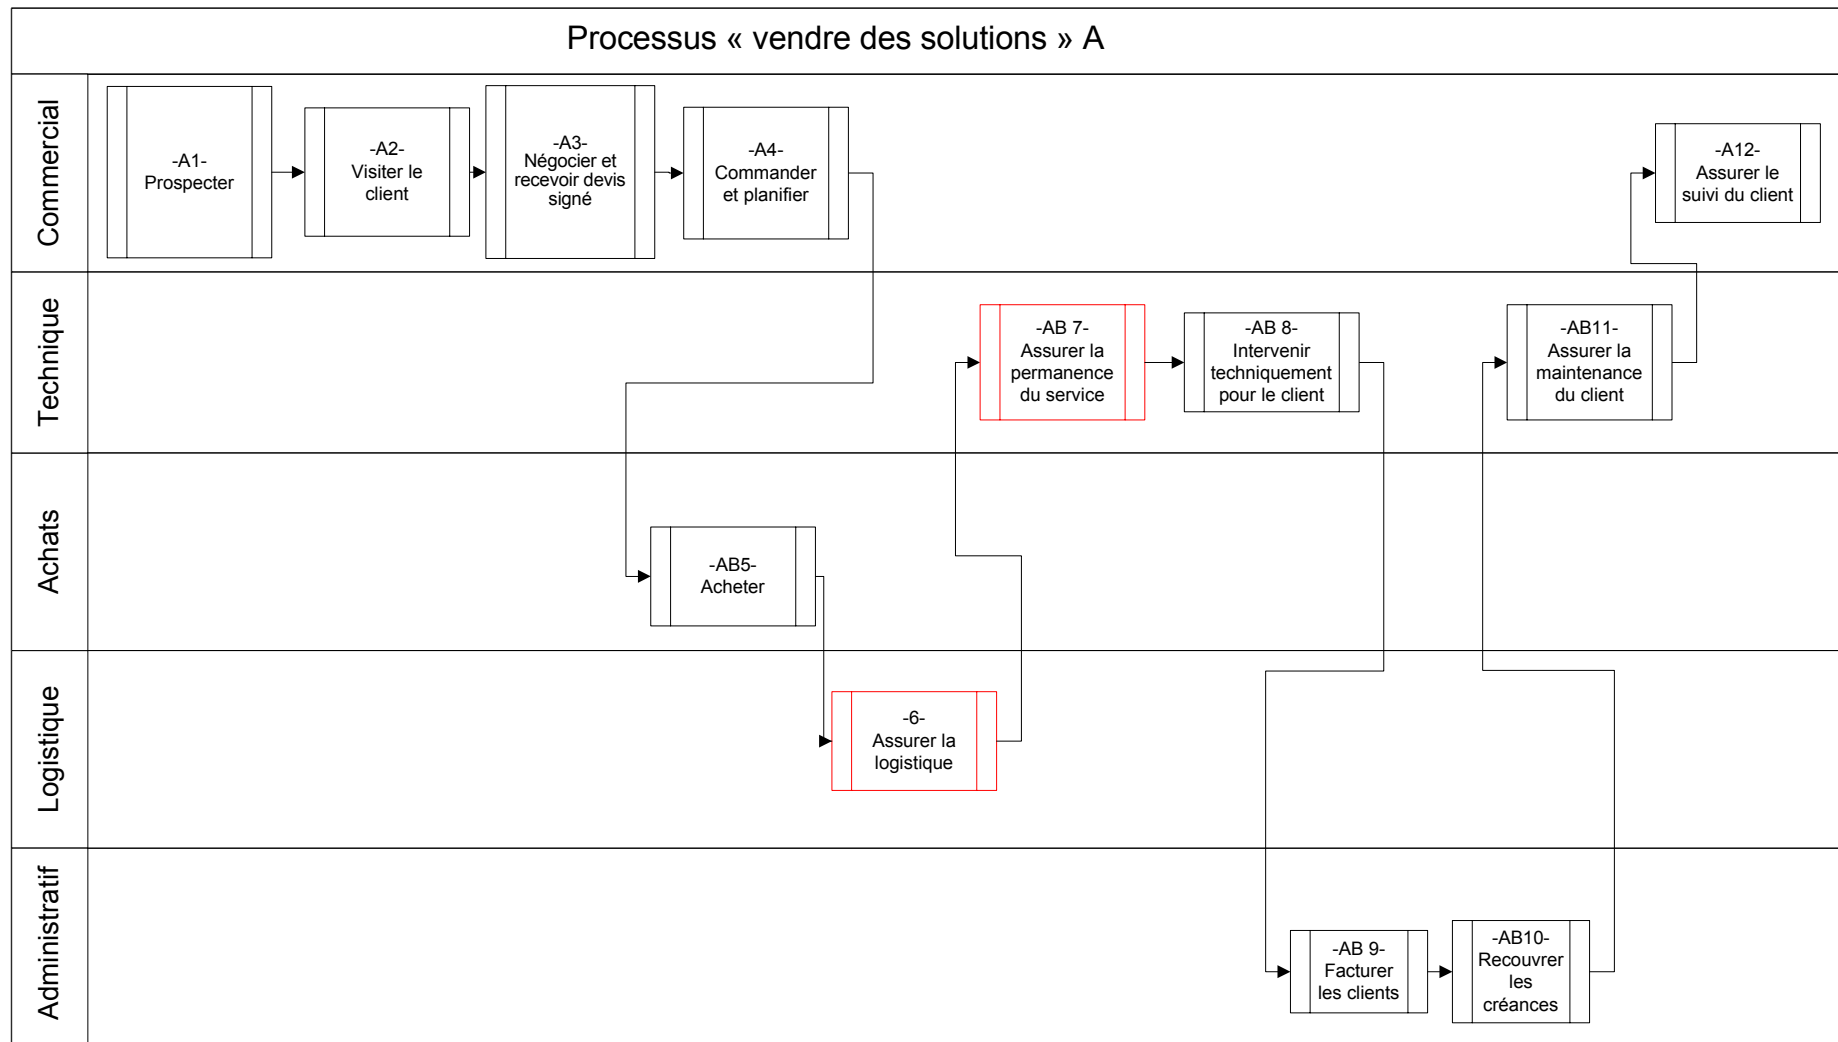 Processus « vendre des solutions » A
Commercial
-A1-
Prospecter
-A2-
Visiter le
client
-A3-
Négocier et
recevoir devis
signé
-A4-
Commander
et planifier
-A12-
Assurer le
suivi du client
Technique
-AB 7-
Assurer la
permanence
du service
-AB 8-
Intervenir
techniquement
pour le client
-AB11-
Assurer la
maintenance
du client
Achats
-AB5-
Acheter
Logistique
-6-
Assurer la
logistique
Administratif
-AB 9-
Facturer
les clients
-AB10-
Recouvrer
les
créances